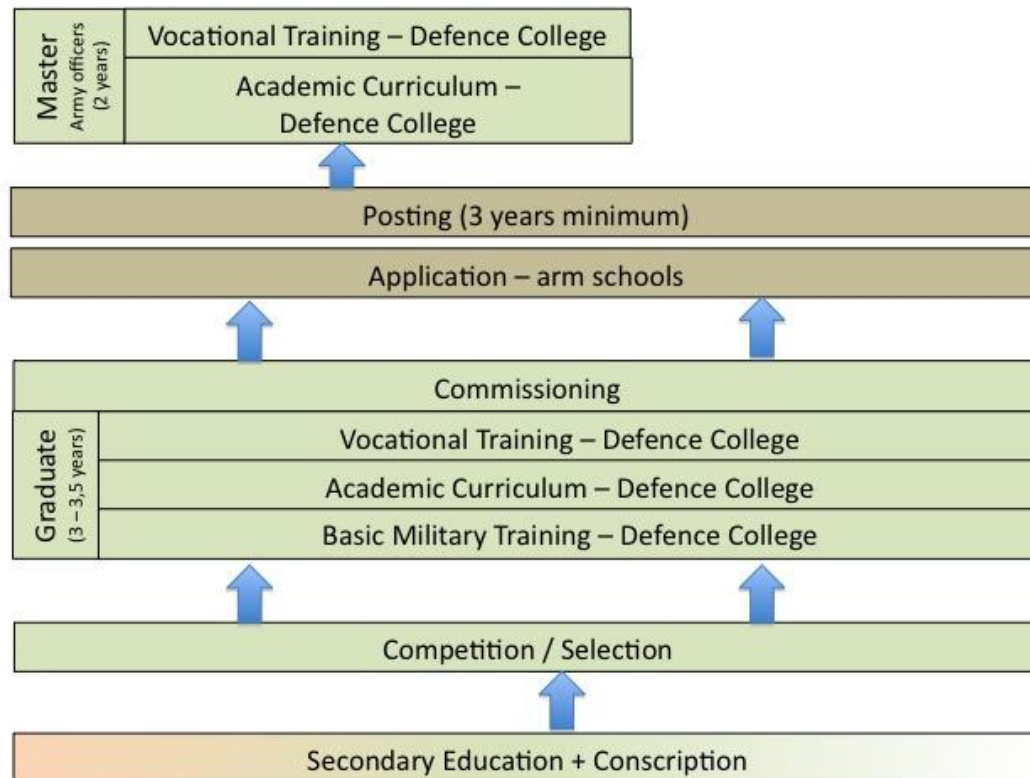 Master
Army officers
(2 years)
Vocational Training – Defence College
Academic Curriculum –
Defence College
Posting (3 years minimum)
Application – arm schools
Commissioning
Graduate
(3 – 3,5 years)
Vocational Training – Defence College
Academic Curriculum – Defence College
Basic Military Training – Defence College
Competition / Selection
Secondary Education + Conscription